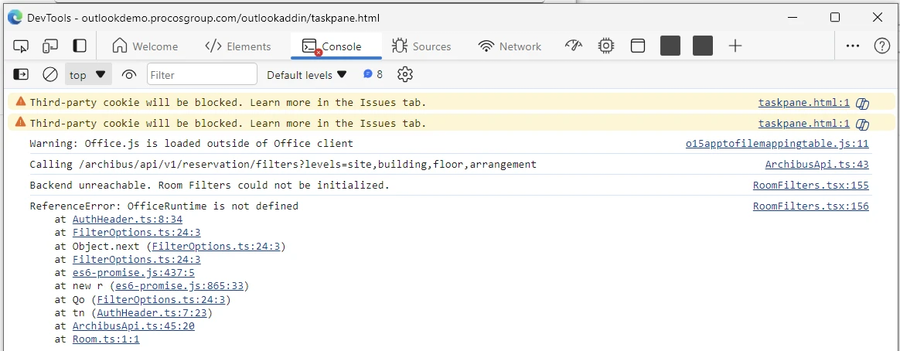 DevTools - outlookdemo.procosgroup.com/outlookaddin/taskpane.html
Welcome </> Elements Console Sources Network
top Filter Default levels 8
Third-party cookie will be blocked. Learn more in the Issues tab. taskpane.html:1
Third-party cookie will be blocked. Learn more in the Issues tab. taskpane.html:1
Warning: Office.js is loaded outside of Office client o15apptofilemappingtable.js:11
Calling /archibus/api/v1/reservation/filters?levels=site,building,floor,arrangement ArchibusApi.ts:43
Backend unreachable. Room Filters could not be initialized. RoomFilters.tsx:155
ReferenceError: OfficeRuntime is not defined RoomFilters.tsx:156
at AuthHeader.ts:8:34
at FilterOptions.ts:24:3
at Object.next (FilterOptions.ts:24:3)
at FilterOptions.ts:24:3
at es6-promise.js:437:5
at new r (es6-promise.js:865:33)
at Qo (FilterOptions.ts:24:3)
at tn (AuthHeader.ts:7:23)
at ArchibusApi.ts:45:20
at Room.ts:1:1